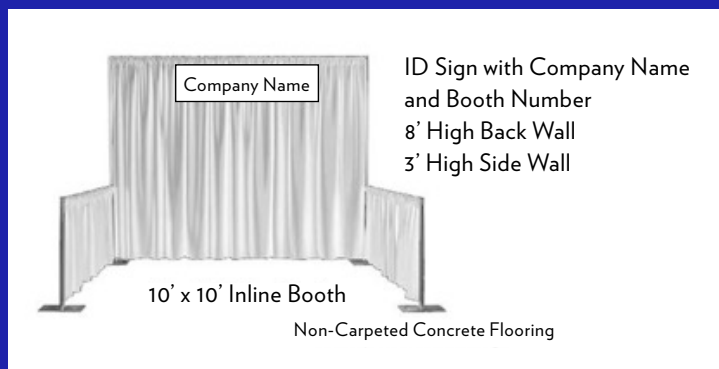 Company Name
ID Sign with Company Name
and Booth Number
8’ High Back Wall
3’ High Side Wall
10’ x 10’ Inline Booth
Non-Carpeted Concrete Flooring